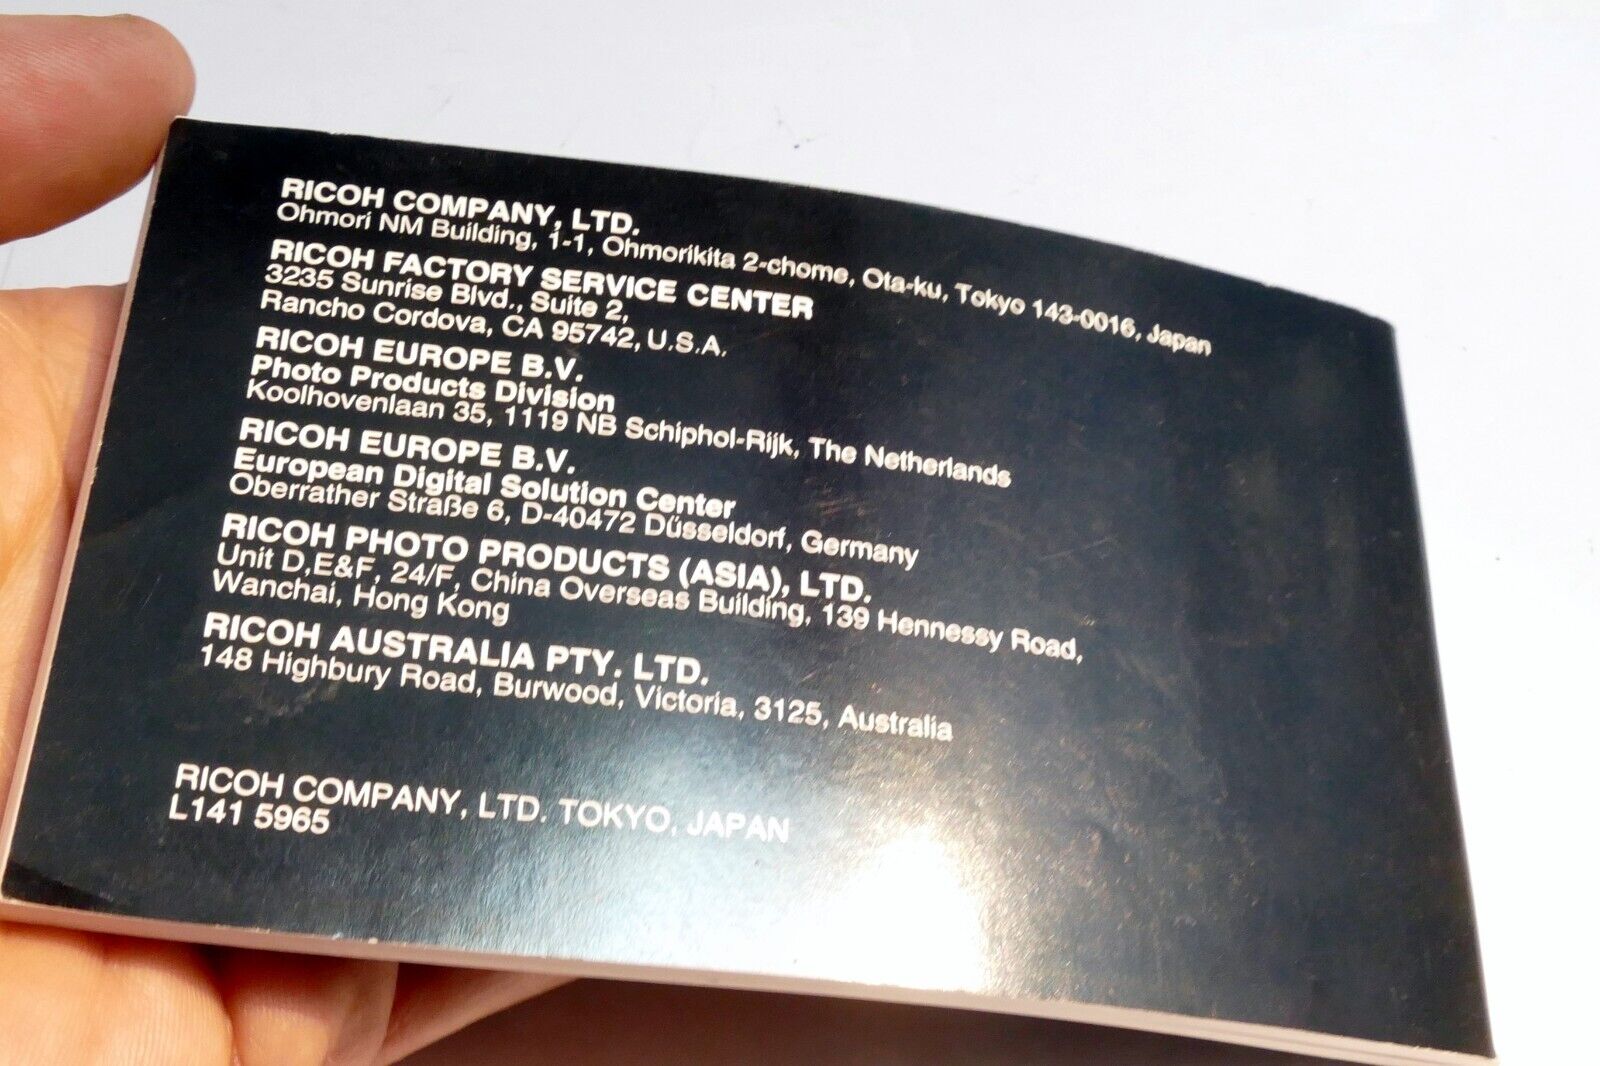 RICOH COMPANY, LTD.
Ohmori NM Building, 1-1, Ohmorikita 2-chome, Ota-ku, Tokyo 143-0016, Japan
RICOH FACTORY SERVICE CENTER
3235 Sunrise Blvd., Suite 2,
Rancho Cordova, CA 95742, U.S.A.
RICOH EUROPE B.V.
Photo Products Division
Koolhovenlaan 35, 1119 NB Schiphol-Rijk, The Netherlands
RICOH EUROPE B.V.
European Digital Solution Center
Oberrather Straße 6, D-40472 Düsseldorf, Germany
RICOH PHOTO PRODUCTS (ASIA), LTD.
Unit D,E&F, 24/F, China Overseas Building, 139 Hennessy Road,
Wanchai, Hong Kong
RICOH AUSTRALIA PTY. LTD.
148 Highbury Road, Burwood, Victoria, 3125, Australia
RICOH COMPANY, LTD. TOKYO, JAPAN
L141 5965